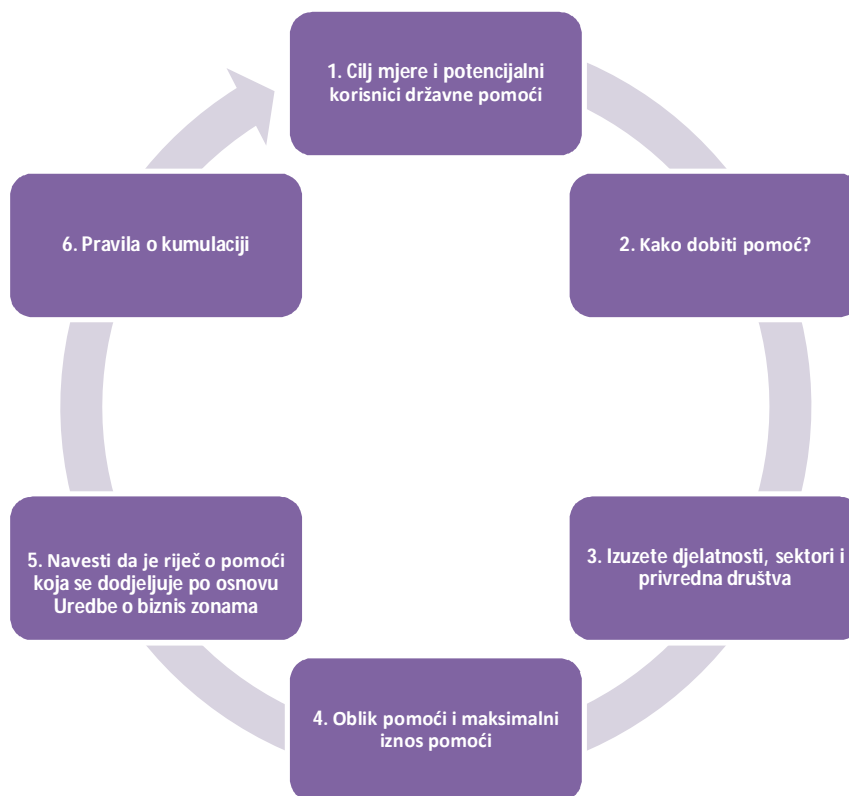 1. Cilj mjere i potencijalni
korisnici državne pomoći
2. Kako dobiti pomoć?
3. Izuzete djelatnosti, sektori i
privredna društva
4. Oblik pomoći i maksimalni
iznos pomoći
5. Navesti da je riječ o pomoći
koja se dodjeljuje po osnovu
Uredbe o biznis zonama
6. Pravila o kumulaciji